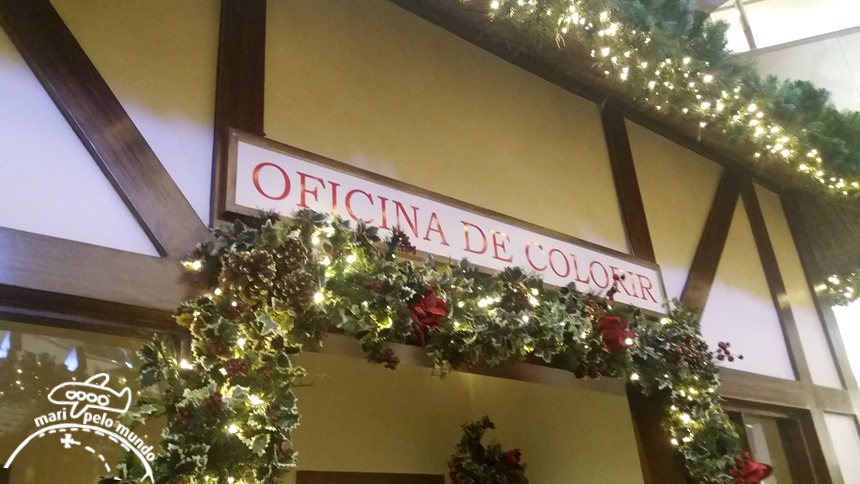 OFICINA DE COLORIR
mari pelo mundo